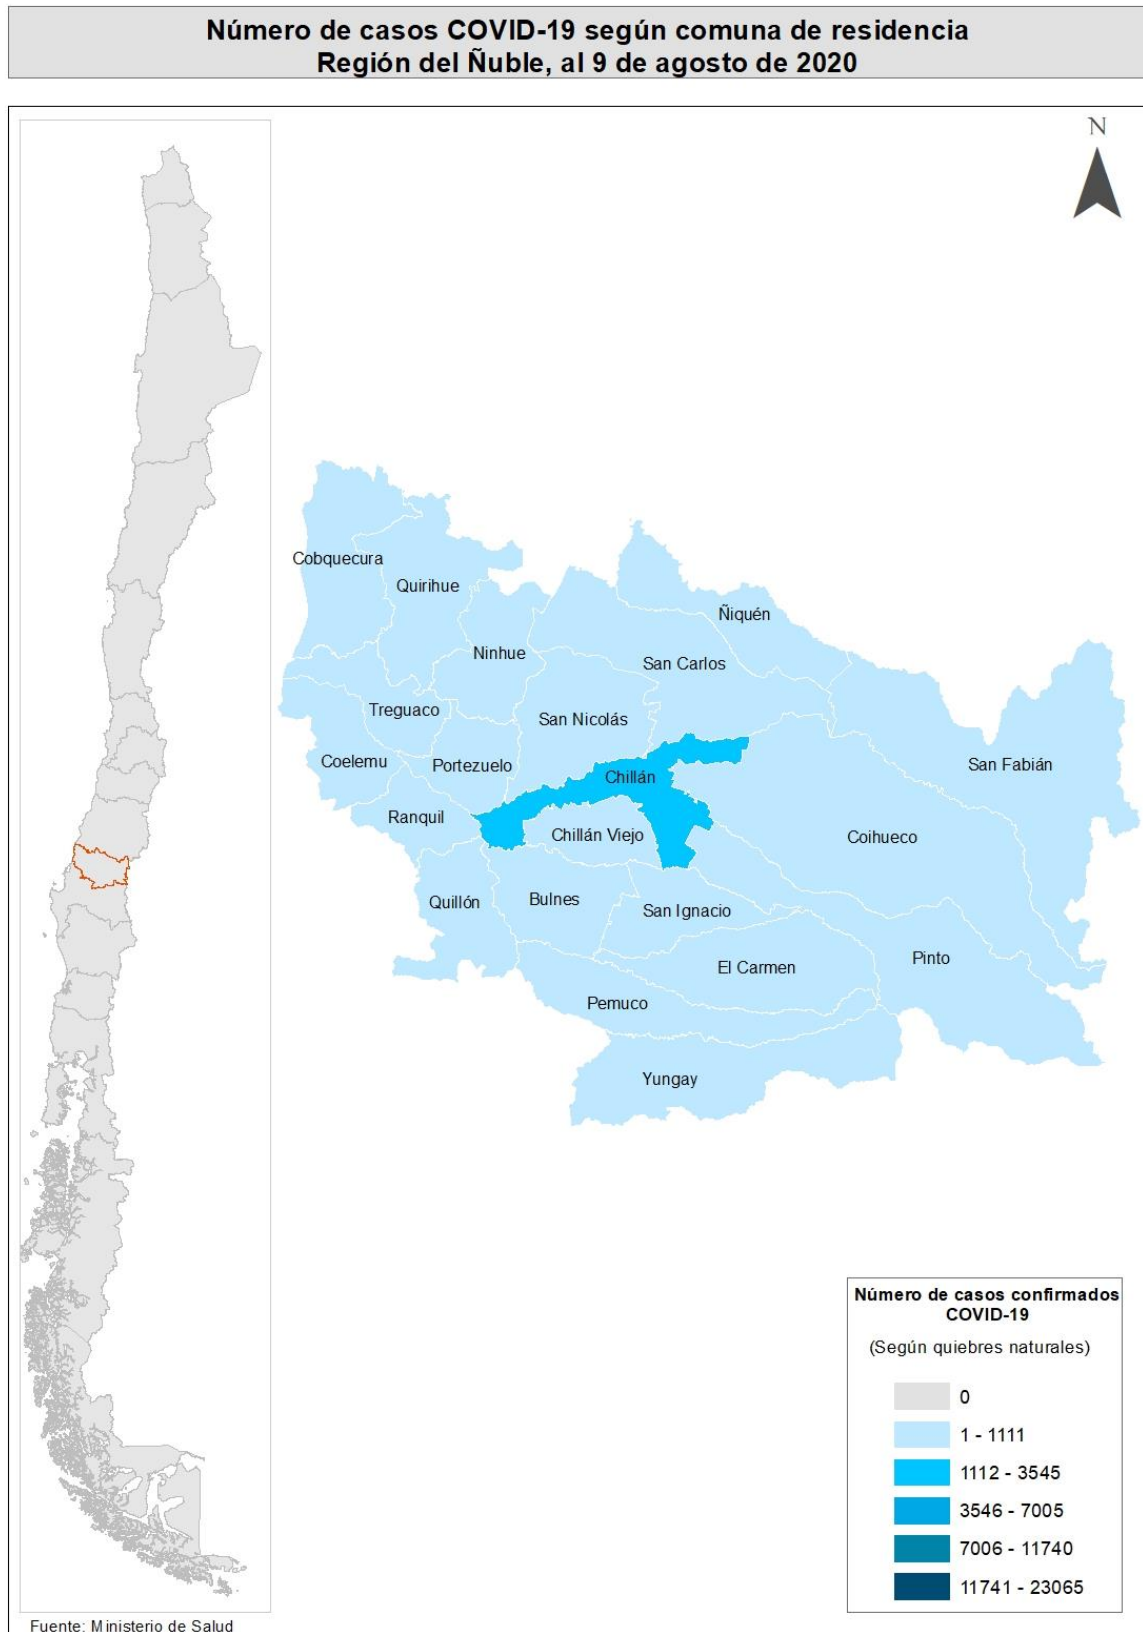 Número de casos COVID-19 según comuna de residencia
Región del Ñuble, al 9 de agosto de 2020
N
Cobquecura
Quirihue
Ñiquén
Ninhue
San Carlos
Treguaco
San Nicolás
Coelemu
Portezuelo
Chillán
San Fabián
Ranquil
Chillán Viejo
Coihueco
Quillón
Bulnes
San Ignacio
El Carmen
Pinto
Pemuco
Yungay
Número de casos confirmados
COVID-19
(Según quiebres naturales)
0
1 - 1111
1112 - 3545
3546 - 7005
7006 - 11740
11741 - 23065
Fuente: Ministerio de Salud